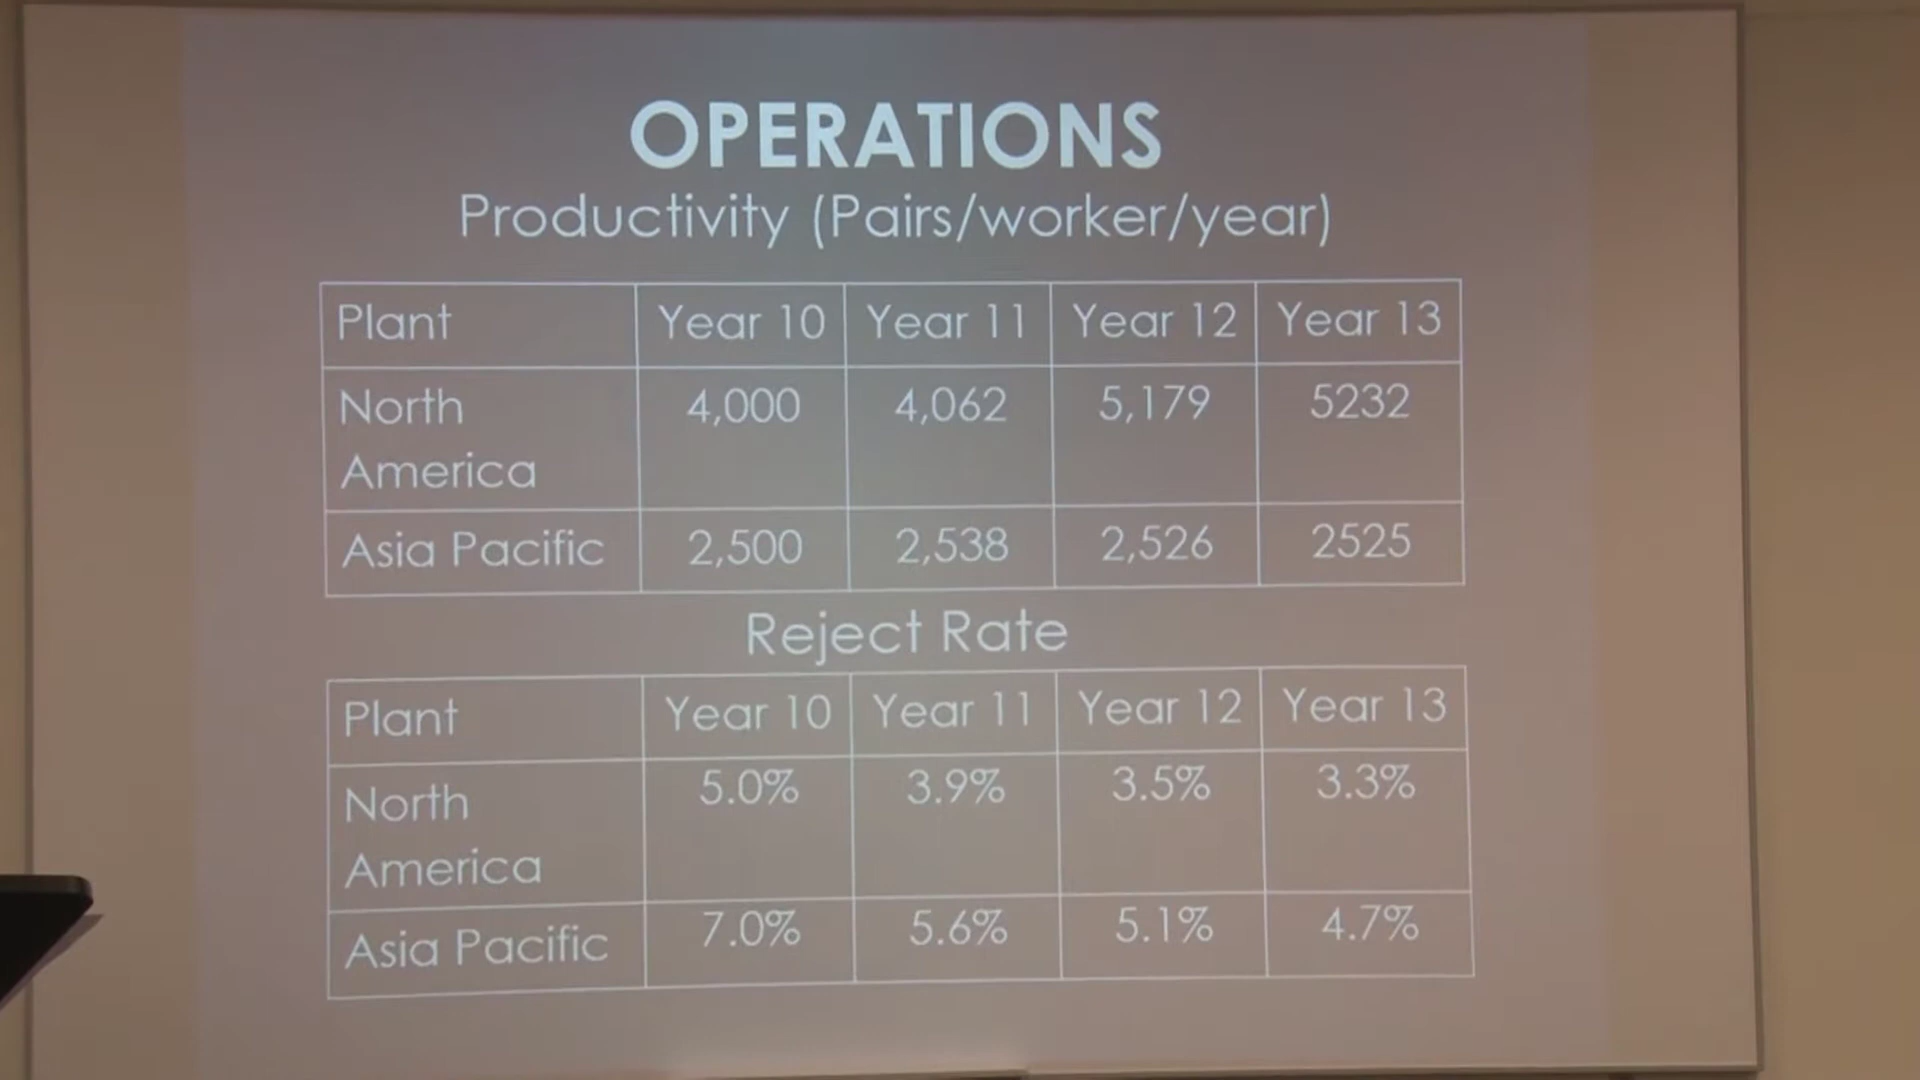 OPERATIONS
Productivity (Pairs/worker/year)
Plant Year 10 Year 11 Year 12 Year 13
North America 4,000 4,062 5,179 5232
Asia Pacific 2,500 2,538 2,526 2525
Reject Rate
Plant Year 10 Year 11 Year 12 Year 13
North America 5.0% 3.9% 3.5% 3.3%
Asia Pacific 7.0% 5.6% 5.1% 4.7%